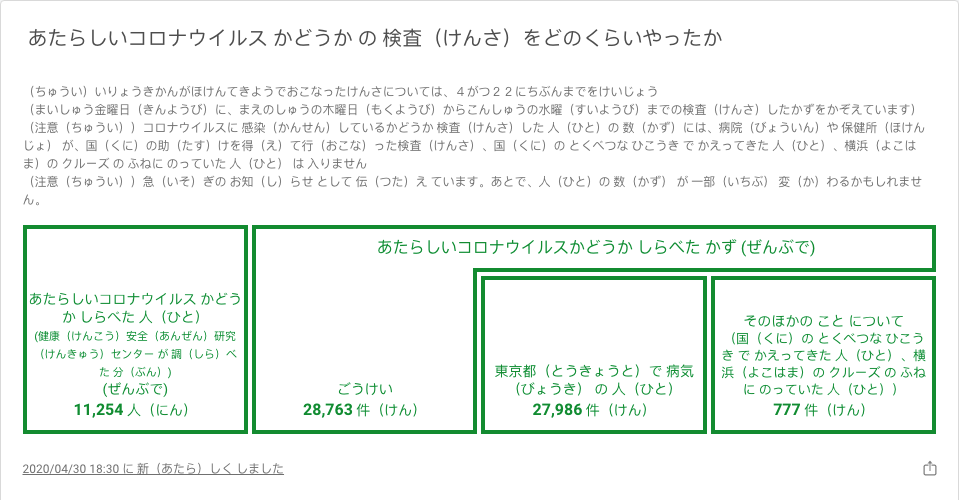 あたらしいコロナウイルス かどうか の 検査（けんさ）をどのくらいやったか
（ちゅうい）いりょうきかんがほけんてきようでおこなったけんさについては、４がつ２２にちぶんまでをけいじょう
（まいしゅう金曜日（きんようび）に、まえのしゅうの木曜日（もくようび）からこんしゅうの水曜（すいようび）までの検査（けんさ）したかずをかぞえています）
（注意（ちゅうい））コロナウイルスに 感染（かんせん）しているかどうか 検査（けんさ）した 人（ひと）の 数（かず）には、病院（びょういん）や 保健所（ほけん
じょ） が、国（くに）の助（たす）けを得（え）て行（おこな）った検査（けんさ）、国（くに）の とくべつな ひこうき で かえってきた 人（ひと）、横浜（よこは
ま）の クルーズ の ふねに のっていた 人（ひと） は 入りません
（注意（ちゅうい））急（いそ）ぎの お知（し）らせ として 伝（つた）え ています。あとで、人（ひと）の 数（かず） が 一部（いちぶ） 変（か）わるかもしれませ
ん。
あたらしいコロナウイルスかどうか しらべた かず (ぜんぶで)
あたらしいコロナウイルス かどう
か しらべた 人（ひと）
(健康（けんこう）安全（あんぜん）研究
（けんきゅう）センター が 調（しら）べ
た 分（ぶん）)
(ぜんぶで)
11,254 人（にん）
ごうけい
28,763 件（けん）
東京都（とうきょうと）で 病気
（びょうき） の 人（ひと）
27,986 件（けん）
そのほかの こと について
（国（くに）の とくべつな ひこう
き で かえってきた 人（ひと）、横
浜（よこはま）の クルーズ の ふね
に のっていた 人（ひと））
777 件（けん）
2020/04/30 18:30 に 新（あたら）しく しました